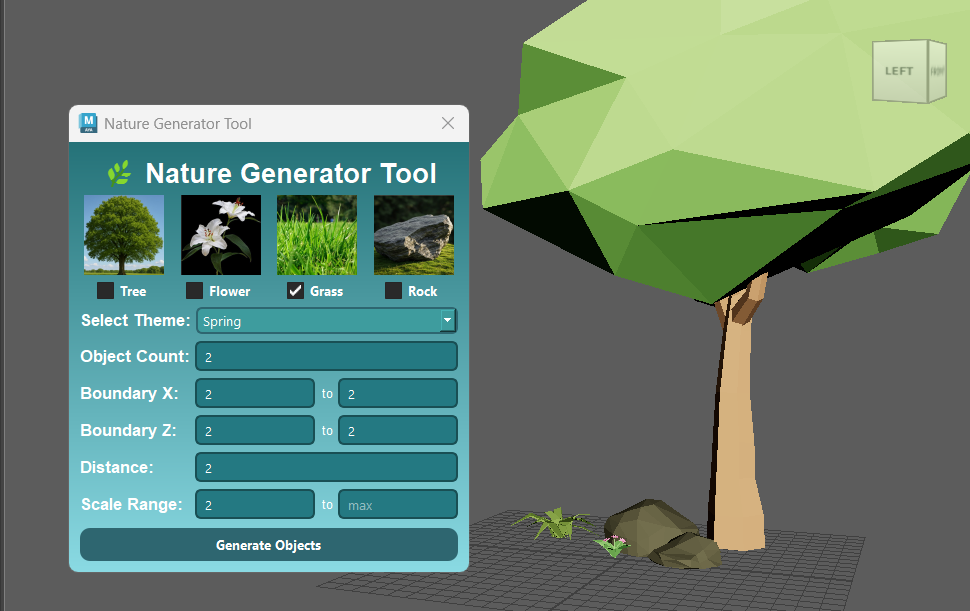 M
Nature Generator Tool
Nature Generator Tool
Tree
Flower
Grass
Rock
Select Theme: Spring
Object Count: 2
Boundary X: 2 to 2
Boundary Z: 2 to 2
Distance: 2
Scale Range: 2 to max
Generate Objects
LEFT